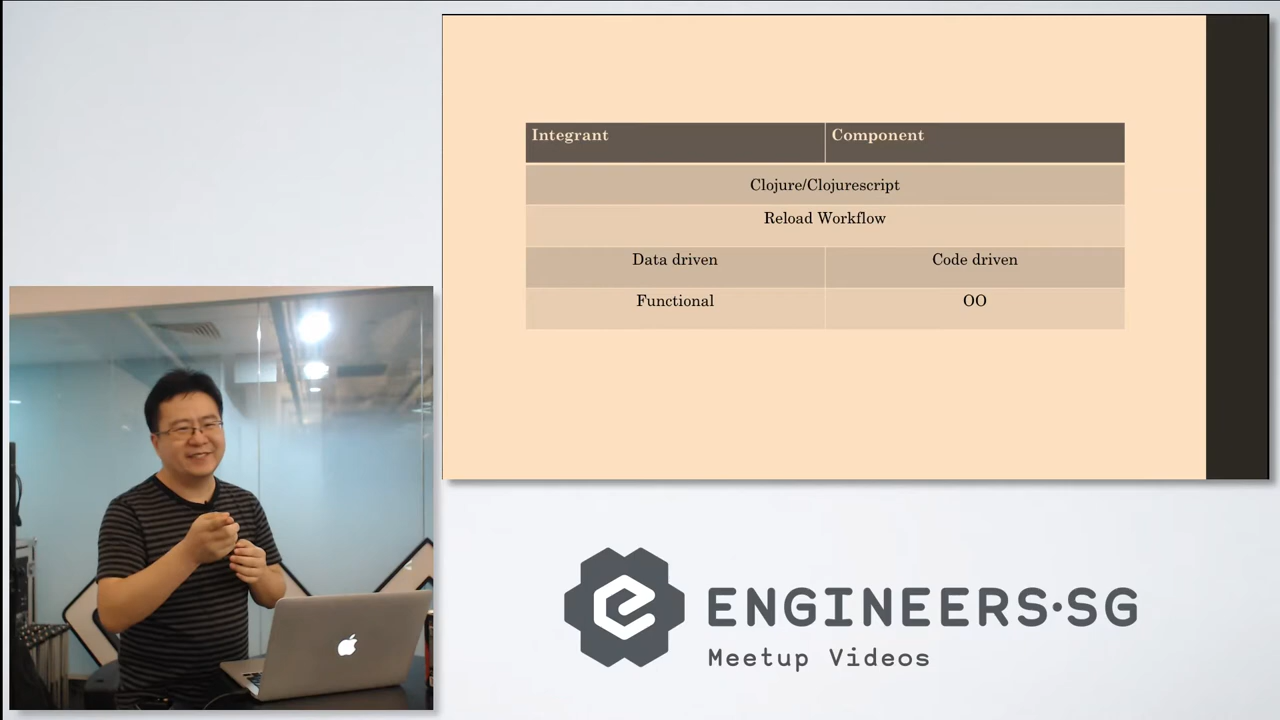 Integrant Component
Clojure/Clojurescript
Reload Workflow
Data driven Code driven
Functional OO
ENGINEERS·SG
Meetup Videos